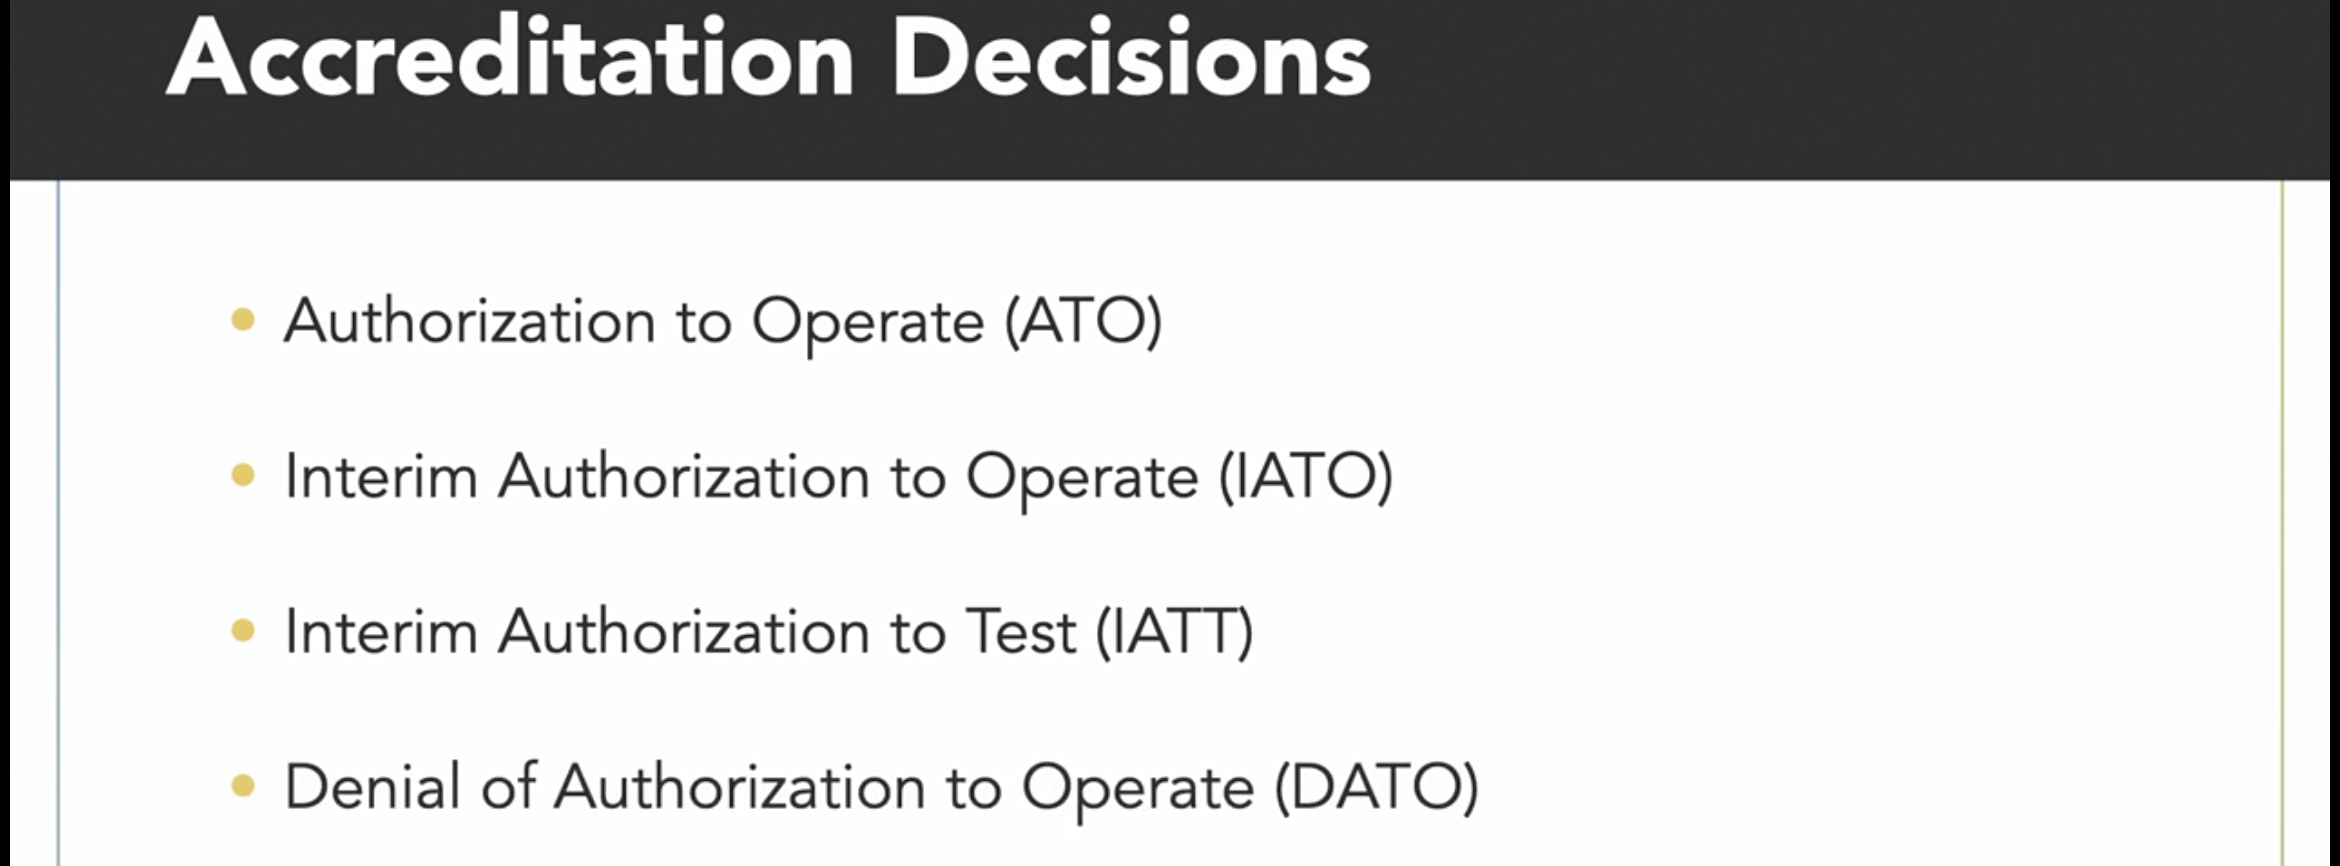 Accreditation Decisions
• Authorization to Operate (ATO)
• Interim Authorization to Operate (IATO)
• Interim Authorization to Test (IATT)
• Denial of Authorization to Operate (DATO)